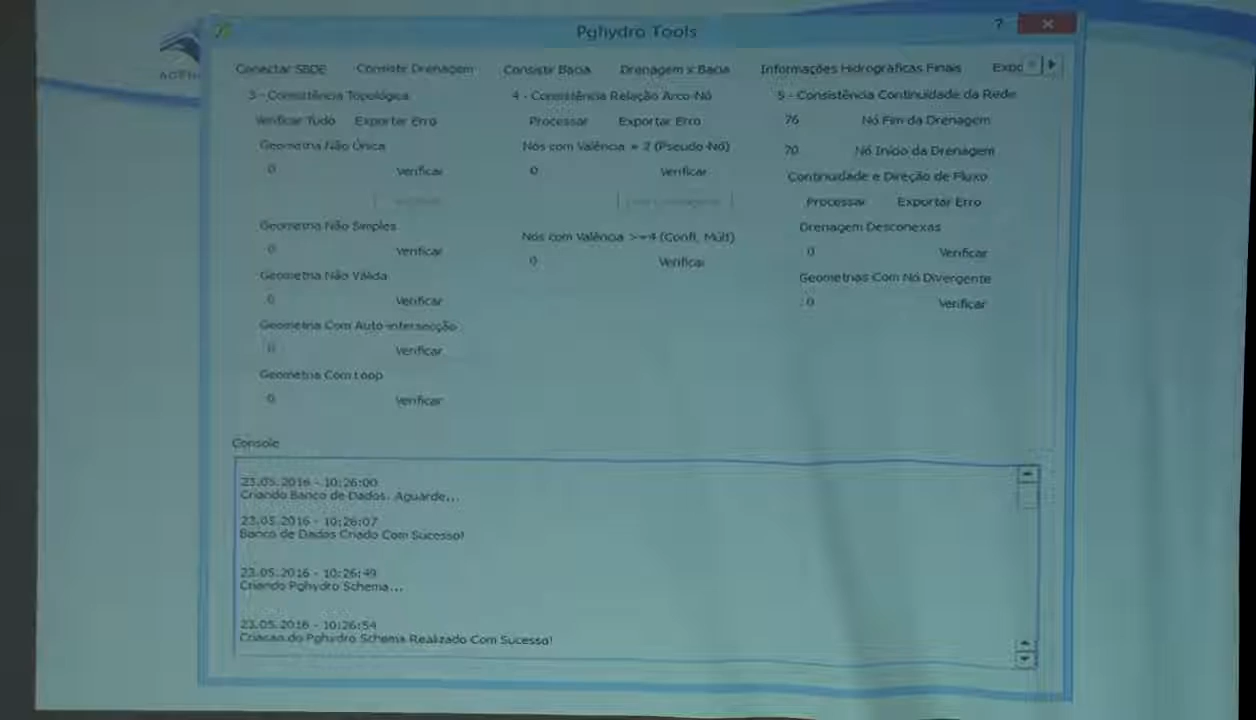 Pghydro Tools
?
Conectar SBDE Consistir Drenagem Consistir Bacia Drenagem x Bacia Informações Hidrográficas Finais Expo
3 - Consistência Topológica
Verificar Tudo Exportar Erro
Geometria Não Única
0 Verificar
Geometria Não Simples
0 Verificar
Geometria Não Válida
0 Verificar
Geometria Com Auto-intersecção
0 Verificar
Geometria Com Loop
0 Verificar
4 - Consistência Relação Arco-Nó
Processar Exportar Erro
Nós com Valência = 2 (Pseudo-Nó)
0 Verificar
Nós com Valência >=4 (Confl. Múlt)
0 Verificar
5 - Consistência Continuidade da Rede
76 Nó Fim da Drenagem
70 Nó Início da Drenagem
Continuidade e Direção de Fluxo
Processar Exportar Erro
Drenagem Desconexas
0 Verificar
Geometrias Com Nó Divergente
0 Verificar
Console
23.05.2016 - 10:26:00
Criando Banco de Dados. Aguarde...
23.05.2016 - 10:26:07
Banco de Dados Criado Com Sucesso!
23.05.2016 - 10:26:49
Criando Pghydro Schema...
23.05.2016 - 10:26:54
Criacao do Pghydro Schema Realizado Com Sucesso!